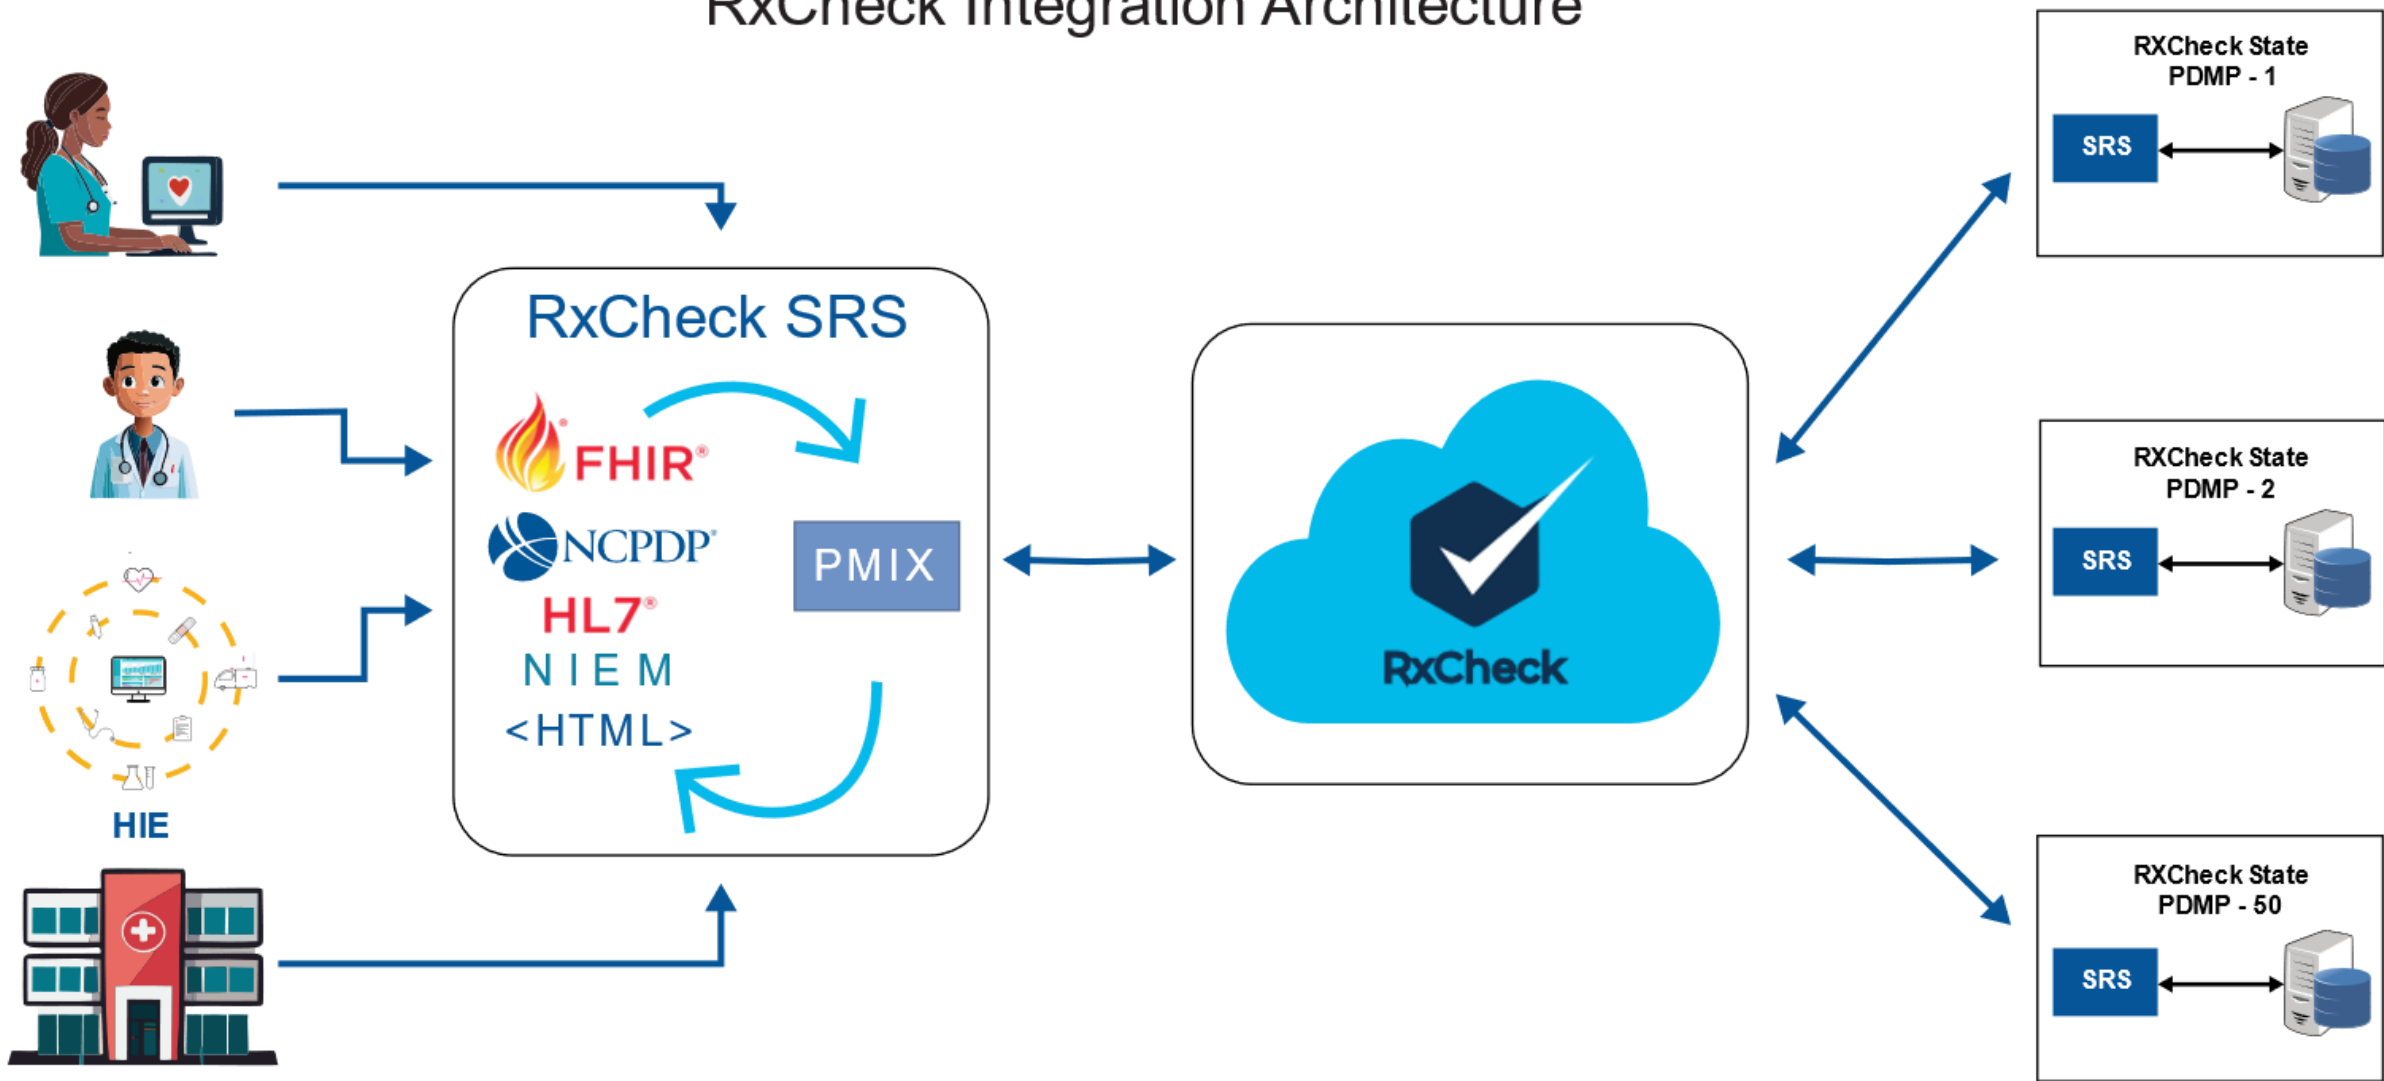 RxCheck Integration Architecture
RXCheck State
PDMP - 1
SRS
RxCheck SRS
FHIR®
NCPDP®
HL7®
NIEM
<HTML>
PMIX
RxCheck
RXCheck State
PDMP - 2
SRS
HIE
RXCheck State
PDMP - 50
SRS